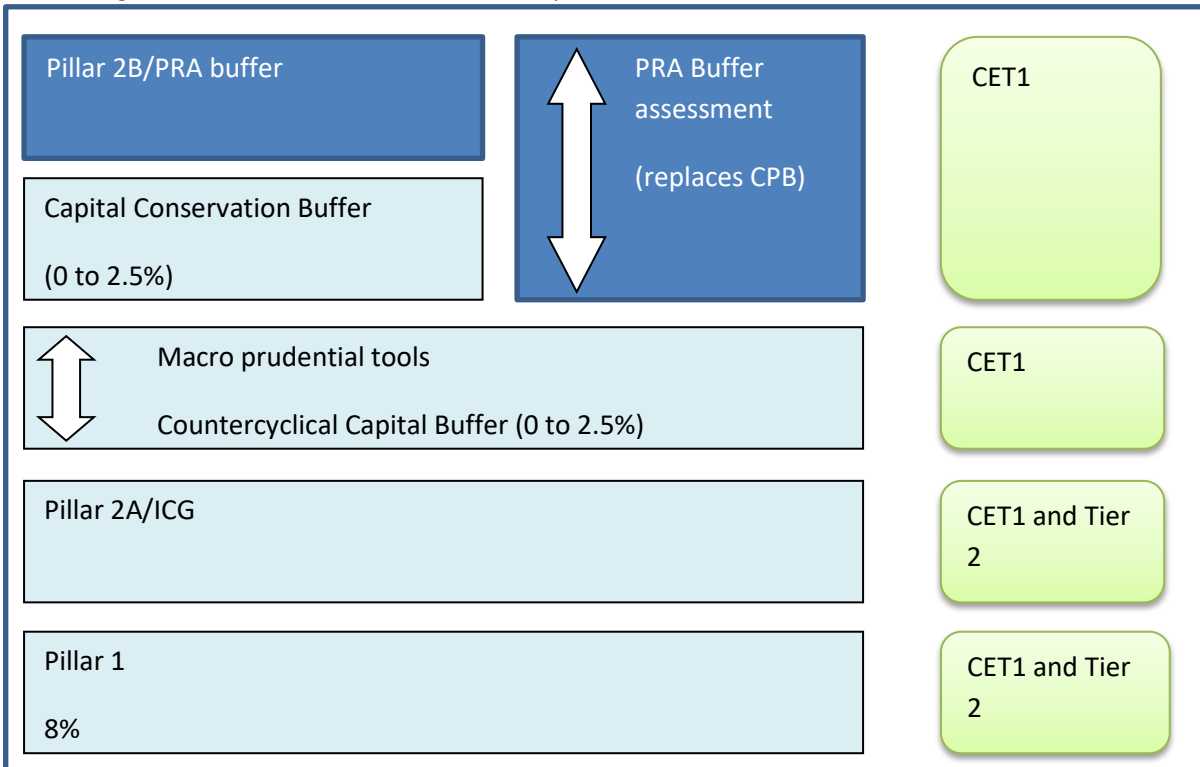 Pillar 2B/PRA buffer
PRA Buffer
assessment
(replaces CPB)
CET1
Capital Conservation Buffer
(0 to 2.5%)
Macro prudential tools
Countercyclical Capital Buffer (0 to 2.5%)
CET1
Pillar 2A/ICG
CET1 and Tier
2
Pillar 1
8%
CET1 and Tier
2